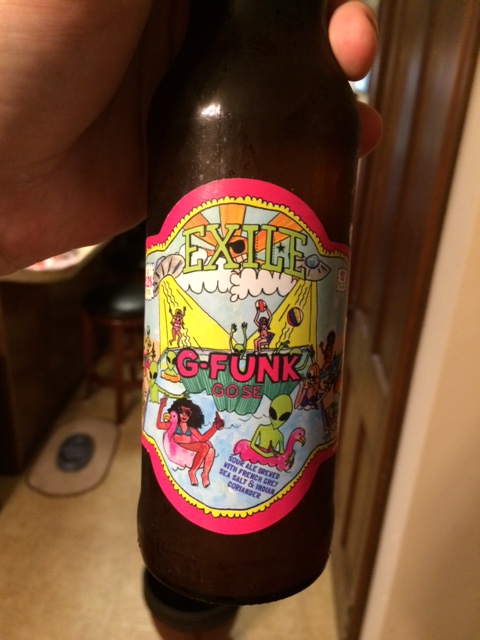 EXILE
G-FUNK
GOSE
SOUR ALE BREWED
WITH FRENCH GREY
SEA SALT & INDIAN
CORIANDER